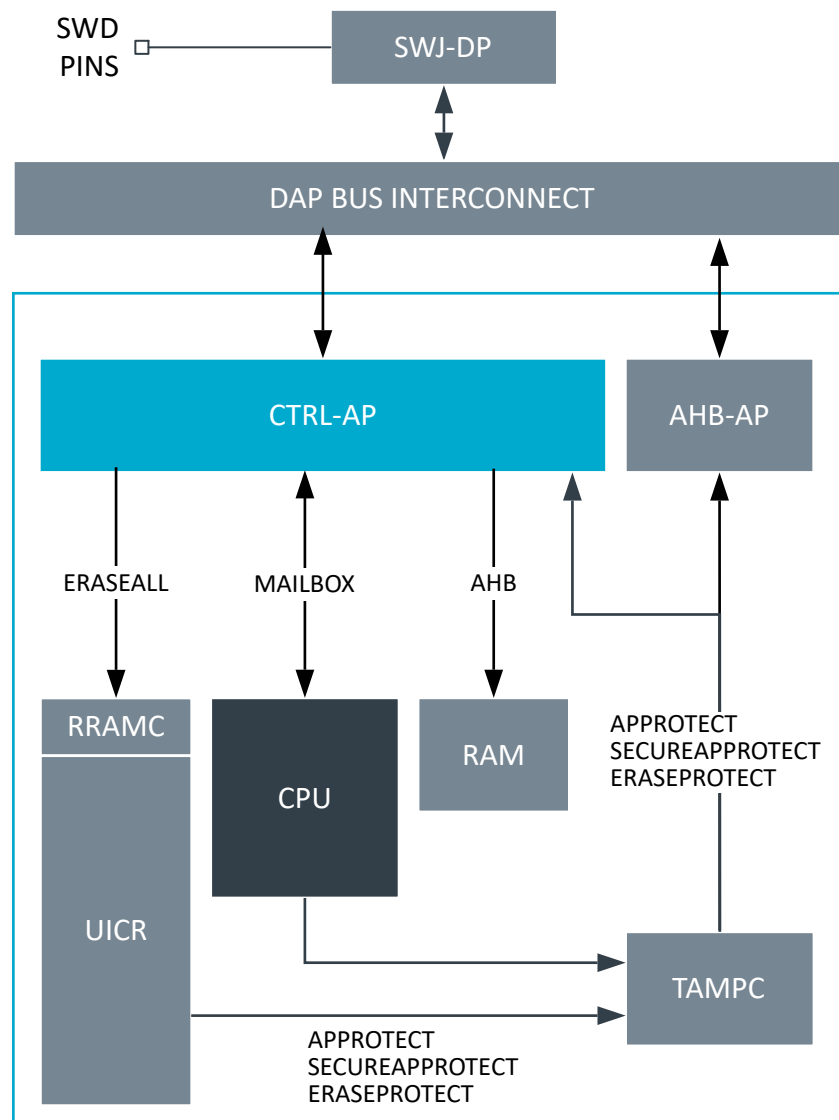 SWD
PINS
SWJ-DP
DAP BUS INTERCONNECT
CTRL-AP
AHB-AP
ERASEALL
MAILBOX
AHB
RRAMC
CPU
RAM
APPROTECT
SECUREAPPROTECT
ERASEPROTECT
UICR
TAMPC
APPROTECT
SECUREAPPROTECT
ERASEPROTECT